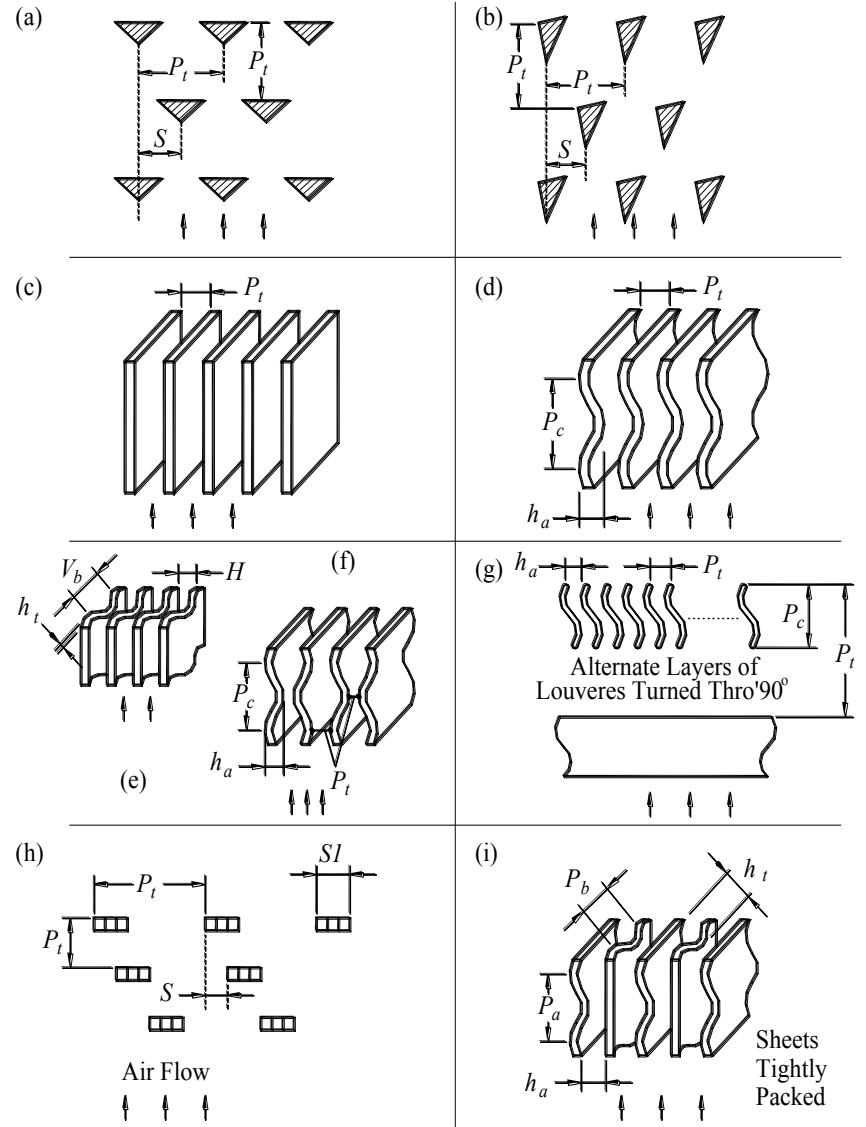 (a)
P_t
P_t
S
(b)
P_t
P_t
S
(c)
P_t
(d)
P_t
P_c
h_a
(e)
V_b
H
h_t
(f)
P_c
h_a
P_t
(g)
h_a
P_t
P_c
P_t
Alternate Layers of
Louveres Turned Thro'90°
(h)
P_t
S1
P_t
S
Air Flow
(i)
P_b
h_t
P_a
h_a
Sheets
Tightly
Packed